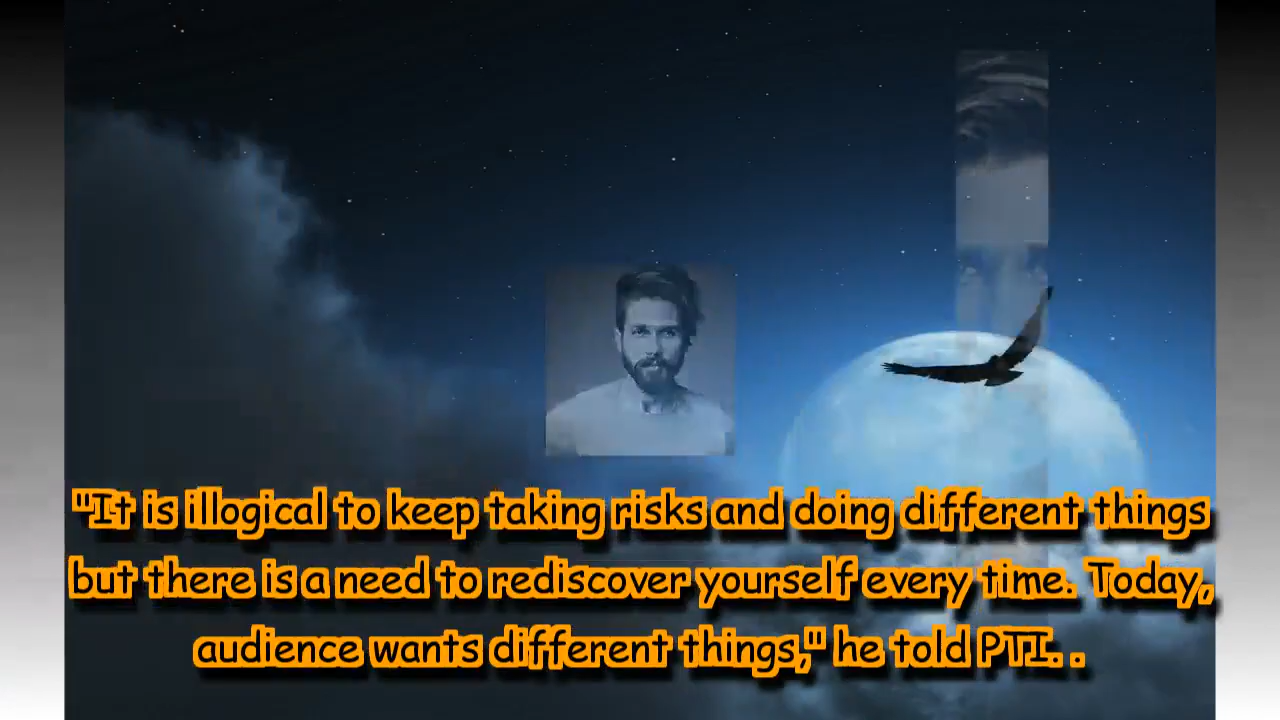 "It is illogical to keep taking risks and doing different things
but there is a need to rediscover yourself every time. Today,
audience wants different things," he told PTI. .